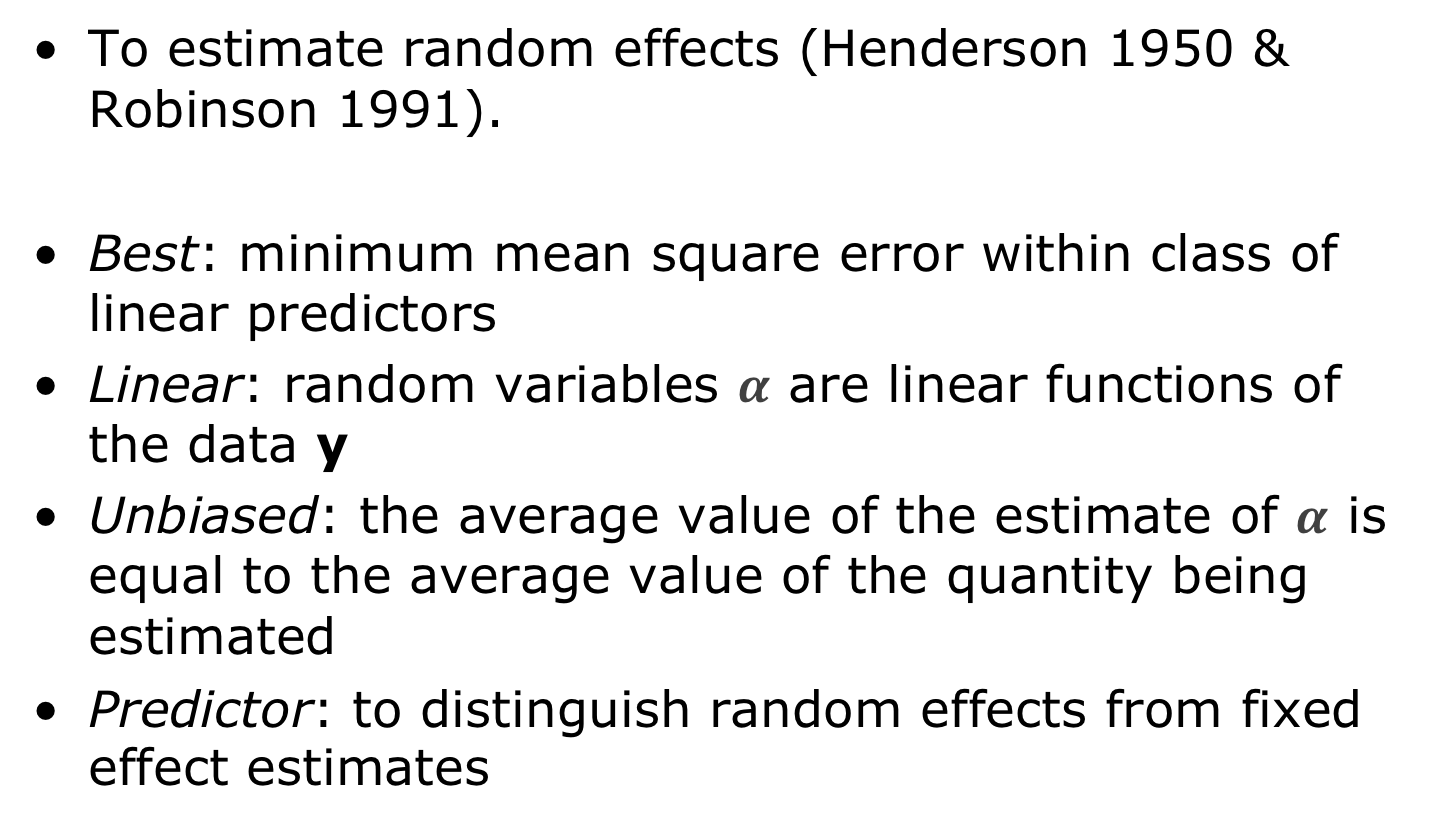 • To estimate random effects (Henderson 1950 &
Robinson 1991).
• Best: minimum mean square error within class of
linear predictors
• Linear: random variables α are linear functions of
the data y
• Unbiased: the average value of the estimate of α is
equal to the average value of the quantity being
estimated
• Predictor: to distinguish random effects from fixed
effect estimates